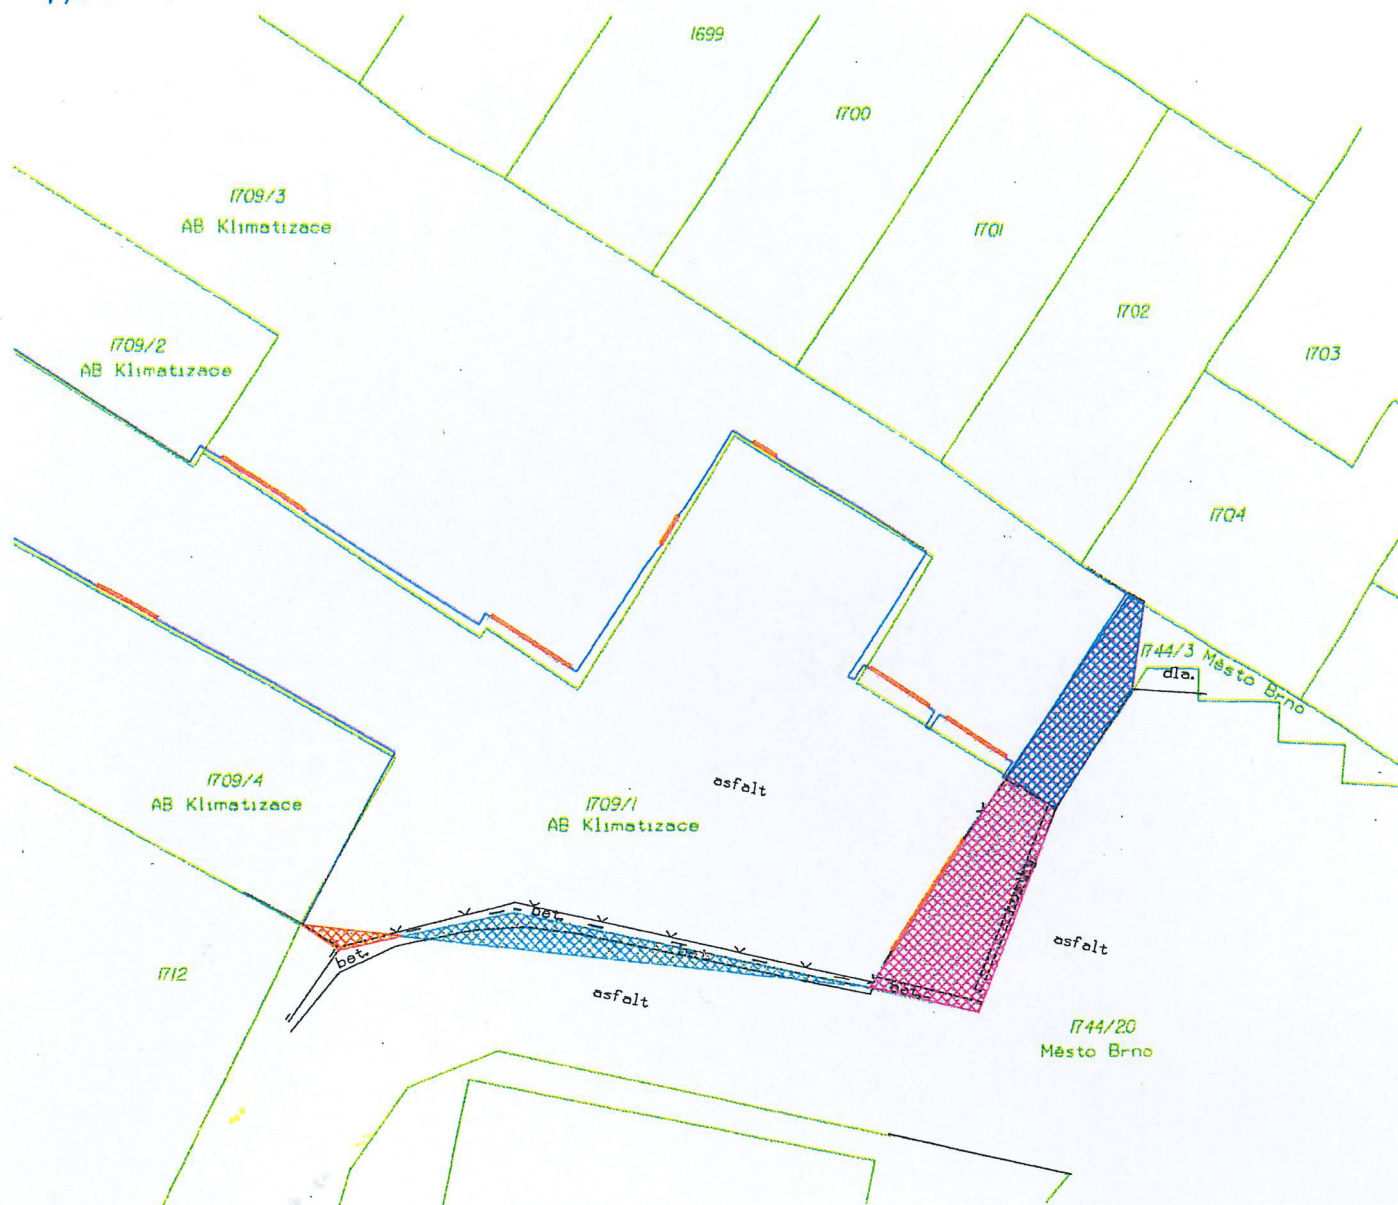 1699
1700
1709/3
AB Klimatizace
1701
1702
1709/2
AB Klimatizace
1703
1704
1744/3 Město Brno
dla.
1709/4
AB Klimatizace
asfalt
1709/1
AB Klimatizace
bet.
asfalt
bet.
1712
bet.
asfalt
1744/20
Město Brno